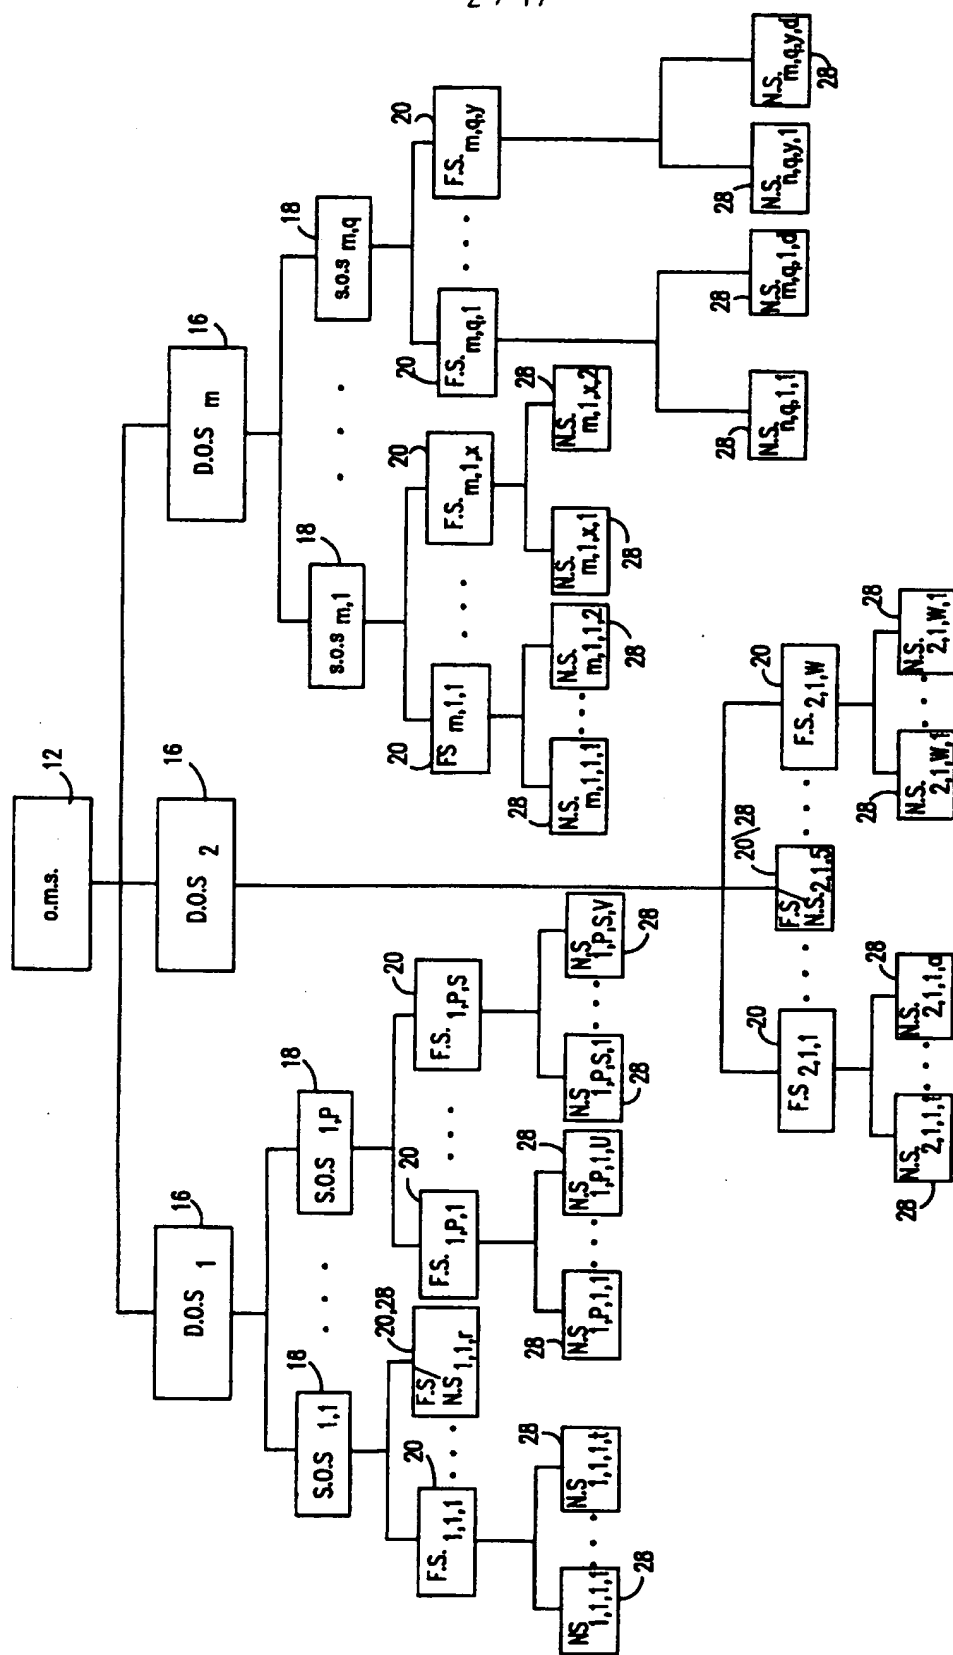 o.m.s.
12
D.O.S 1
16
D.O.S 2
16
D.O.S m
16
S.O.S 1,1
18
S.O.S 1,P
18
s.o.s m,1
18
s.o.s m,q
18
F.S. 1,1,1
20
F.S/
N.S 1,1,r
20,28
F.S. 1,P,1
20
F.S. 1,P,S
20
FS m,1,1
20
F.S. m,1,x
20
F.S. m,q,1
20
F.S. m,q,y
20
NS 1,1,1,1
28
N.S 1,1,1,t
28
N.S 1,P,1,1
28
N.S 1,P,1,U
28
N.S 1,P,S,1
28
N.S 1,P,S,V
28
N.S. m,1,1,1
28
N.S. m,1,1,2
28
N.S. m,1,x,1
28
N.S. m,1,x,2
28
N.S. n,q,1,1
28
N.S. m,q,1,d
28
N.S. n,q,y,1
28
N.S. m,q,y,d
28
F.S 2,1,1
20
F.S/
N.S. 2,1,5
20\28
F.S. 2,1,W
20
N.S. 2,1,1,t
28
N.S. 2,1,1,a
28
N.S. 2,1,W,1
28
N.S. 2,1,W,1
28